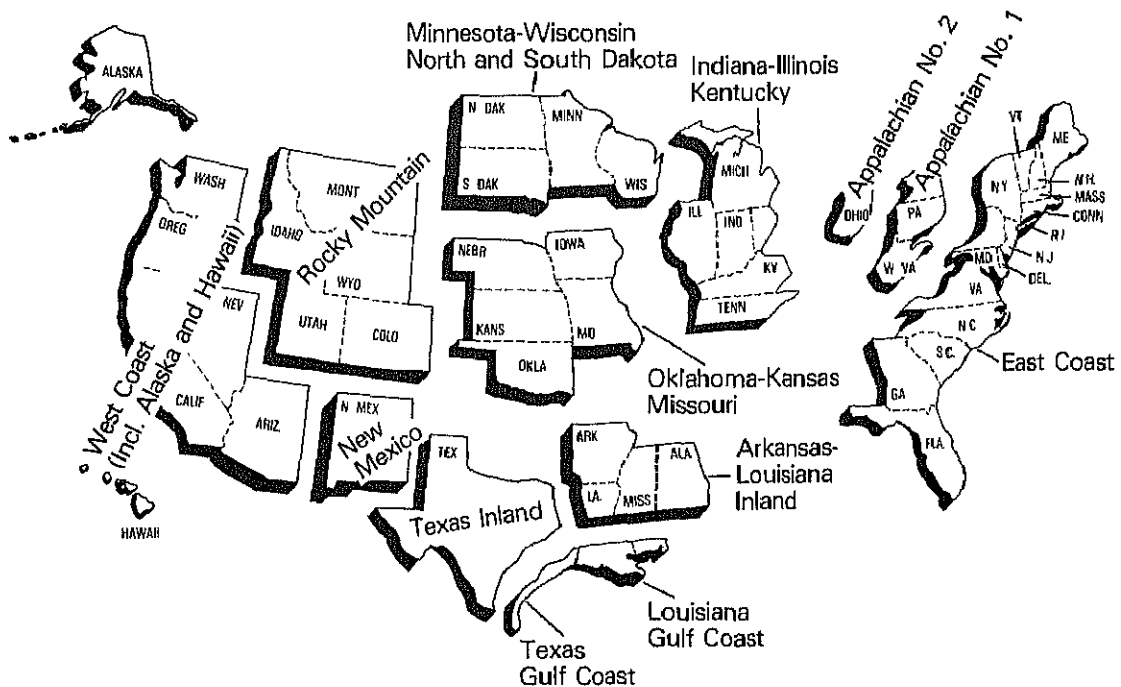 Minnesota-Wisconsin
North and South Dakota
Indiana-Illinois
Kentucky
Appalachian No. 2
Appalachian No. 1
ALASKA
WASH
OREG
NEV
CALIF
ARIZ.
West Coast
(Incl. Alaska and Hawaii)
HAWAII
MONT
IDAHO
WYO
UTAH
COLO
Rocky Mountain
N MEX
New
Mexico
N DAK
MINN
S DAK
WIS
NEBR
IOWA
KANS
MO
OKLA
Oklahoma-Kansas
Missouri
MICH
ILL
IND
KY
TENN
OHIO
PA
W VA
VT
ME
NY
N.H.
MASS
CONN
R.I
N J
MD
DEL.
VA
N C
S.C.
GA
FLA.
East Coast
TEX
Texas Inland
ARK
ALA
LA.
MISS
Arkansas-
Louisiana
Inland
Louisiana
Gulf Coast
Texas
Gulf Coast